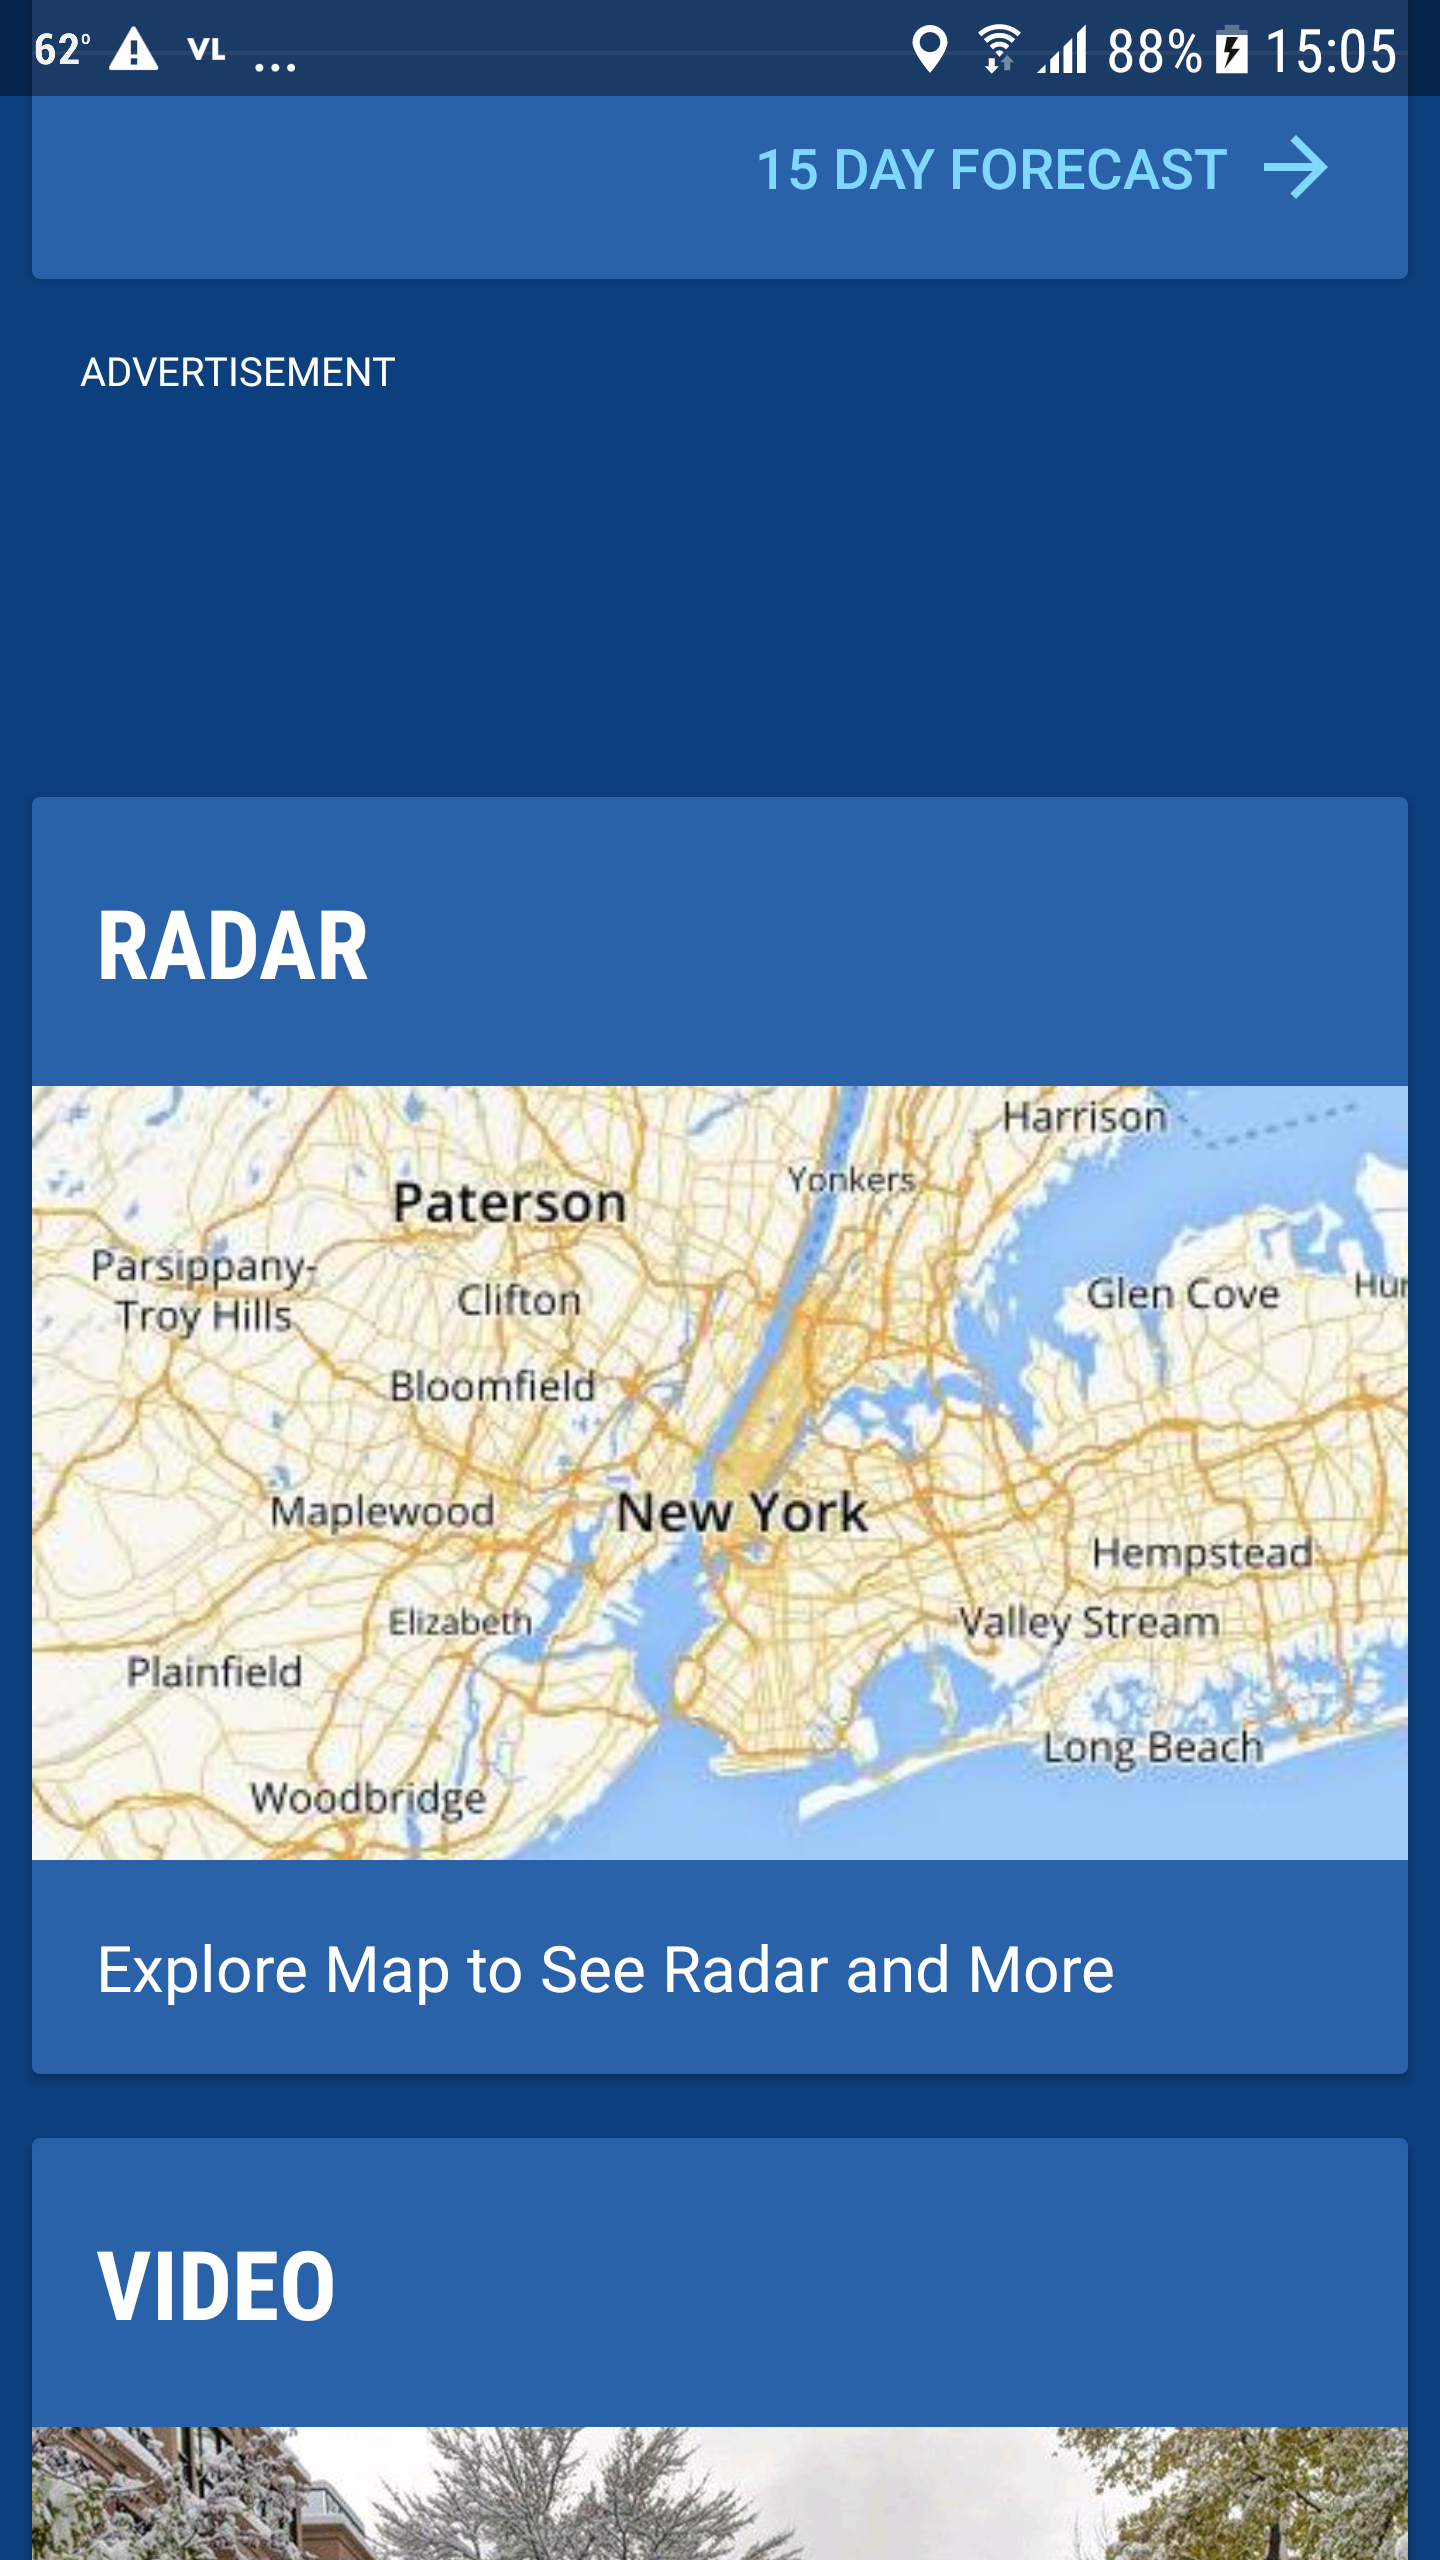 62° VL ... 88% 15:05
15 DAY FORECAST
ADVERTISEMENT
RADAR
Harrison
Yonkers
Paterson
Parsippany-
Troy Hills
Clifton
Glen Cove
Hur
Bloomfield
Maplewood
New York
Hempstead
Elizabeth
Valley Stream
Plainfield
Long Beach
Woodbridge
Explore Map to See Radar and More
VIDEO